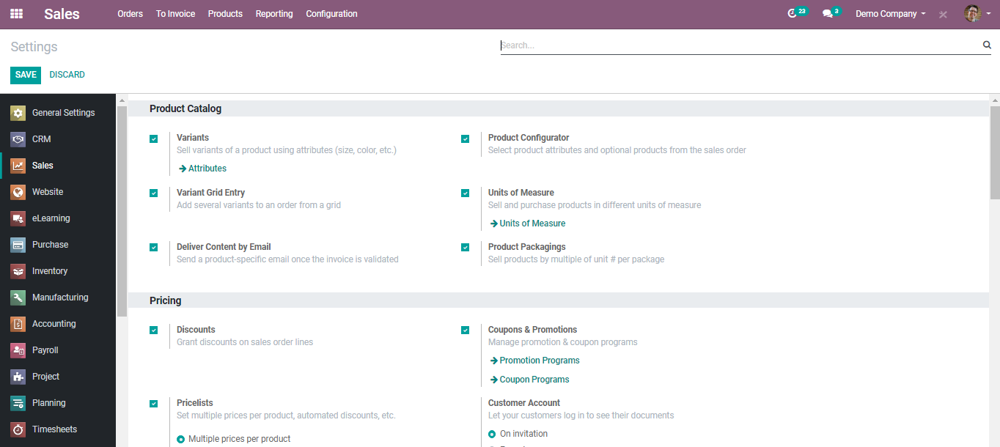 Sales
Orders
To Invoice
Products
Reporting
Configuration
23
3
Demo Company
Settings
Search...
SAVE
DISCARD
General Settings
CRM
Sales
Website
eLearning
Purchase
Inventory
Manufacturing
Accounting
Payroll
Project
Planning
Timesheets
Product Catalog
Variants
Sell variants of a product using attributes (size, color, etc.)
Attributes
Product Configurator
Select product attributes and optional products from the sales order
Variant Grid Entry
Add several variants to an order from a grid
Units of Measure
Sell and purchase products in different units of measure
Units of Measure
Deliver Content by Email
Send a product-specific email once the invoice is validated
Product Packagings
Sell products by multiple of unit # per package
Pricing
Discounts
Grant discounts on sales order lines
Coupons & Promotions
Manage promotion & coupon programs
Promotion Programs
Coupon Programs
Pricelists
Set multiple prices per product, automated discounts, etc.
Multiple prices per product
Customer Account
Let your customers log in to see their documents
On invitation